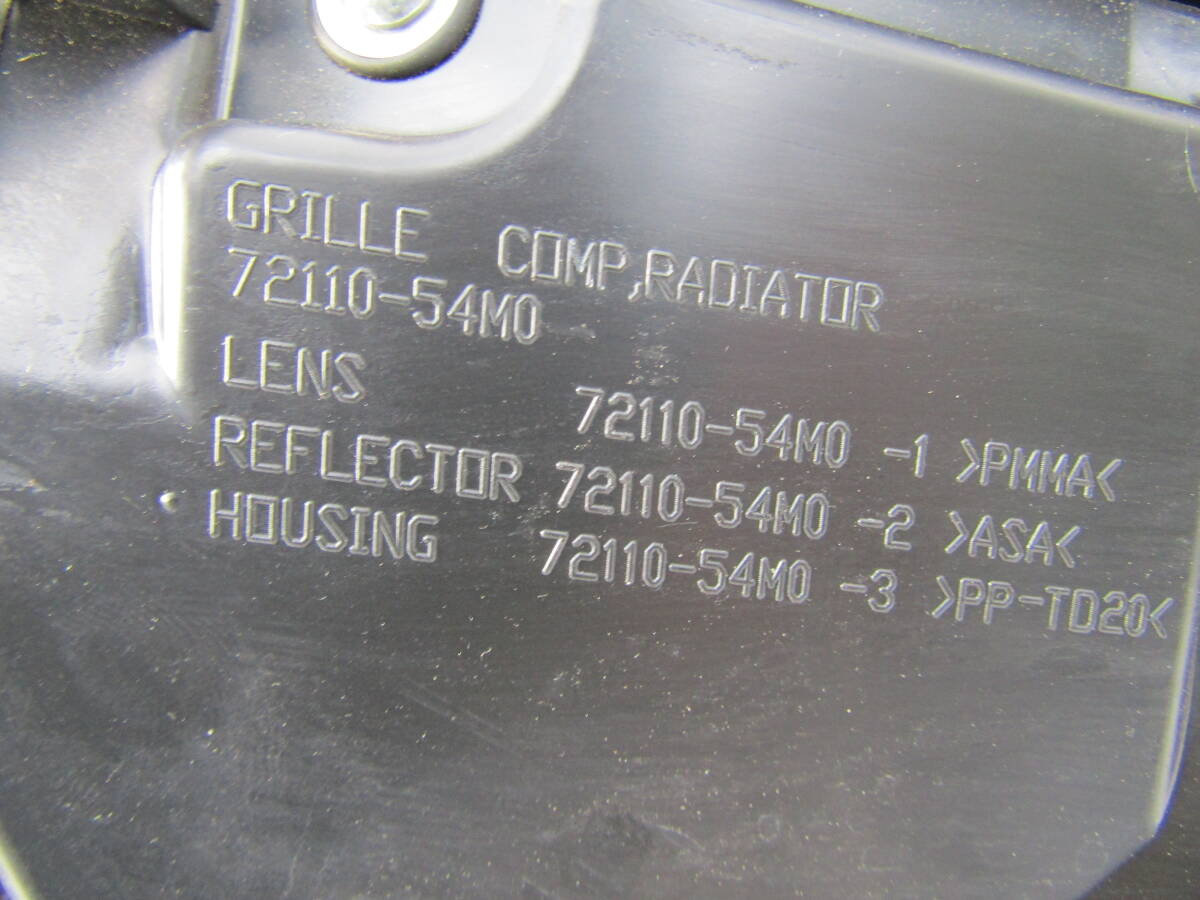 GRILLE COMP,RADIATOR
72110-54M0
LENS 72110-54M0 -1 >PMMA<
REFLECTOR 72110-54M0 -2 >ASA<
HOUSING 72110-54M0 -3 >PP-TD20<